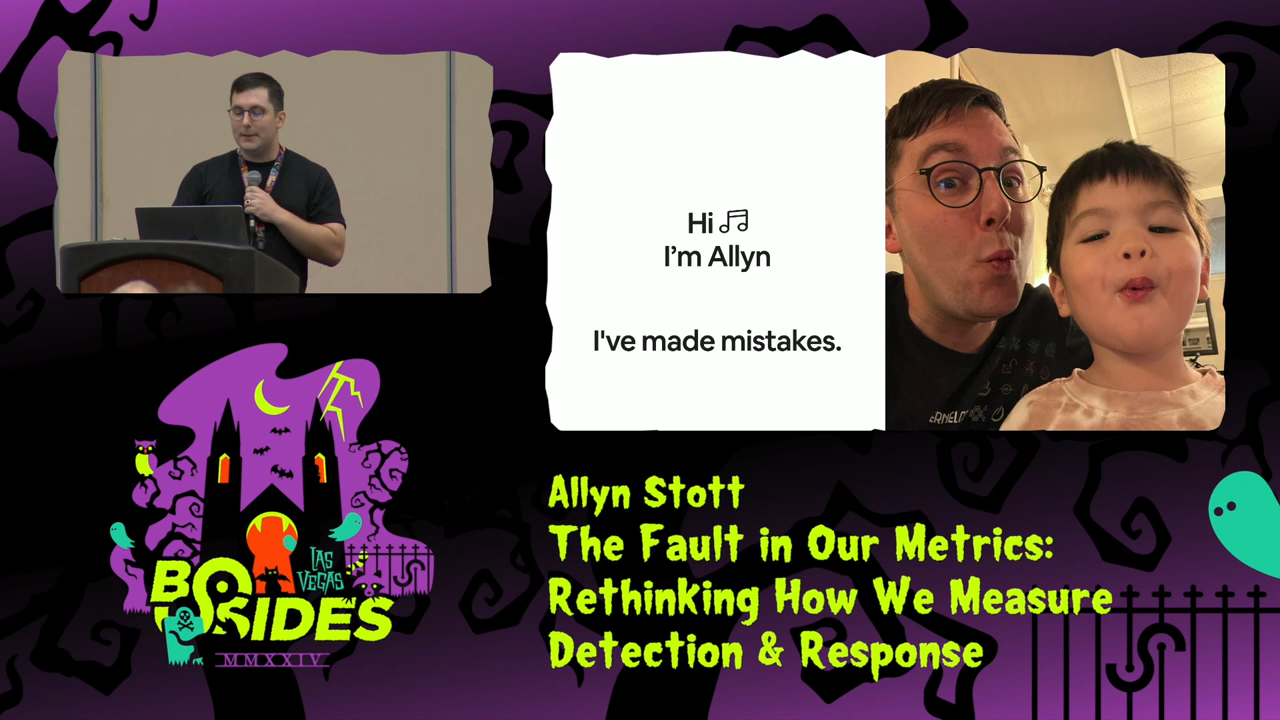 Hi
I'm Allyn
I've made mistakes.
ERNELC
BSIDES
LAS
VEGAS
MMXXIV
Allyn Stott
The Fault in Our Metrics:
Rethinking How We Measure
Detection & Response